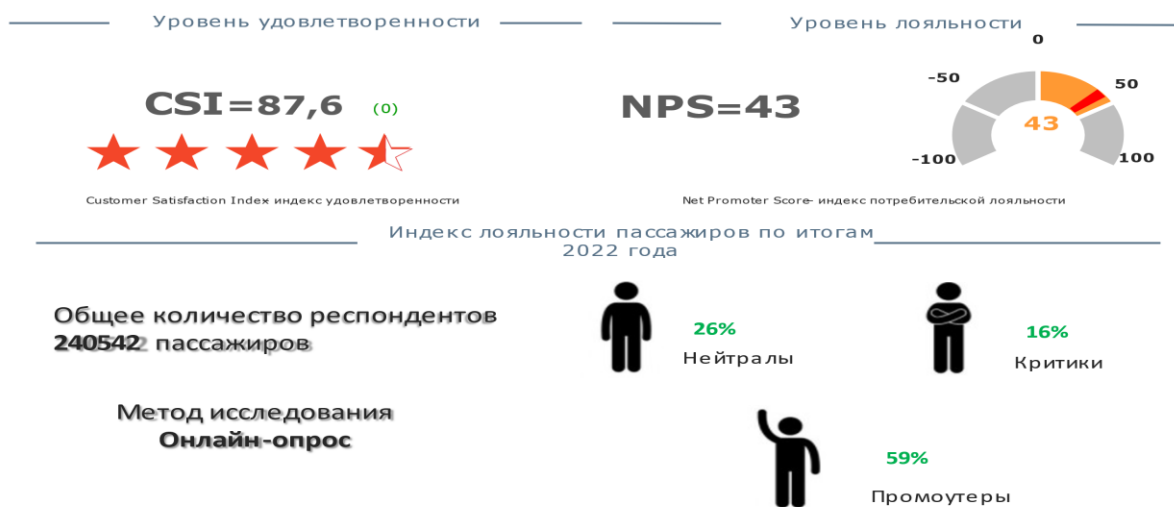 Уровень удовлетворенности
Уровень лояльности
CSI=87,6 (0)
NPS=43
0
-50
50
43
-100
100
Customer Satisfaction Index- индекс удовлетворенности
Net Promoter Score- индекс потребительской лояльности
Индекс лояльности пассажиров по итогам
2022 года
Общее количество респондентов
240542 пассажиров
Метод исследования
Онлайн-опрос
26%
Нейтралы
16%
Критики
59%
Промоутеры